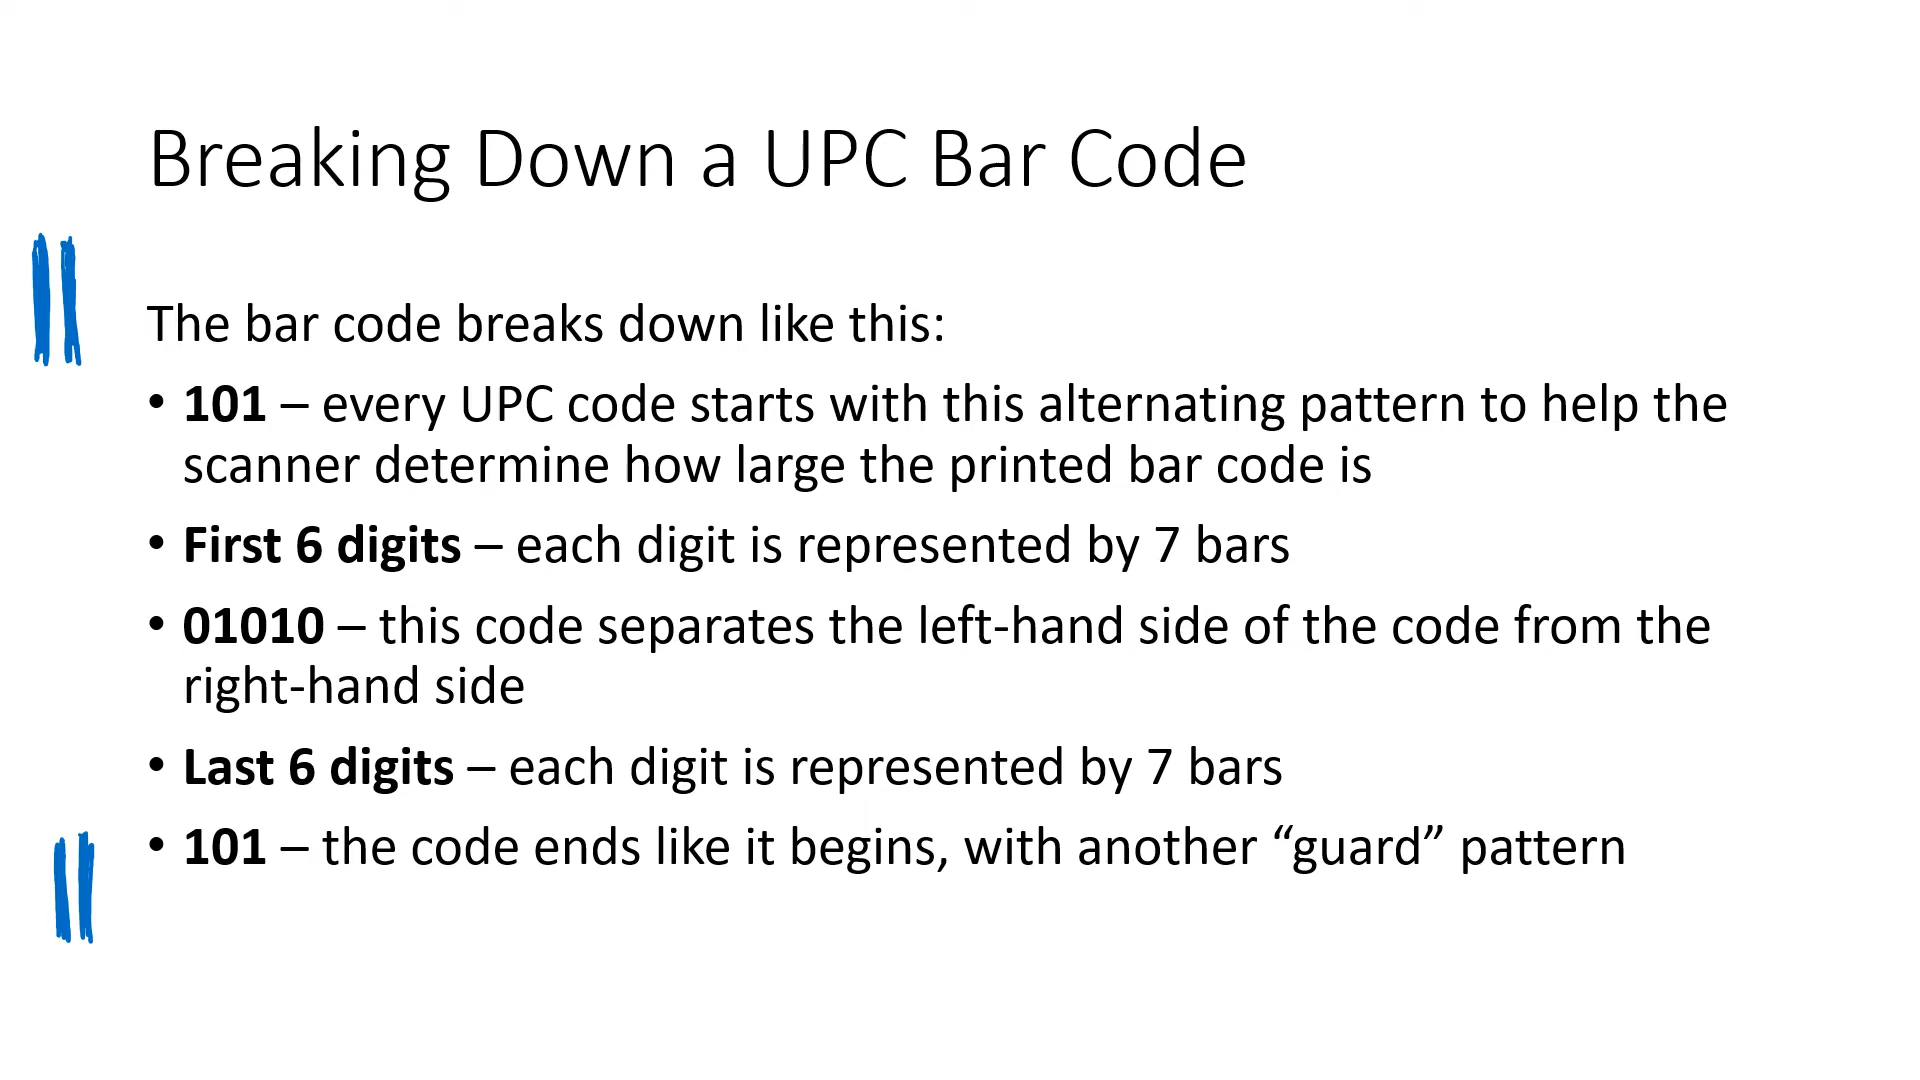 Breaking Down a UPC Bar Code
The bar code breaks down like this:
• 101 – every UPC code starts with this alternating pattern to help the
scanner determine how large the printed bar code is
• First 6 digits – each digit is represented by 7 bars
• 01010 – this code separates the left-hand side of the code from the
right-hand side
• Last 6 digits – each digit is represented by 7 bars
• 101 – the code ends like it begins, with another “guard” pattern